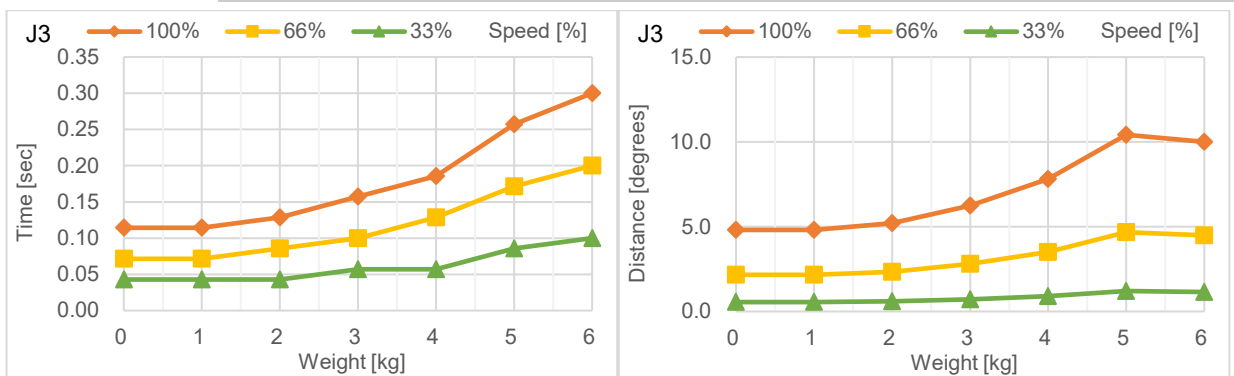 J3 100% 66% 33% Speed [%]
0.35
0.30
0.25
0.20
0.15
0.10
0.05
0.00
Time [sec]
0 1 2 3 4 5 6
Weight [kg]
J3 100% 66% 33% Speed [%]
15.0
10.0
5.0
0.0
Distance [degrees]
0 1 2 3 4 5 6
Weight [kg]